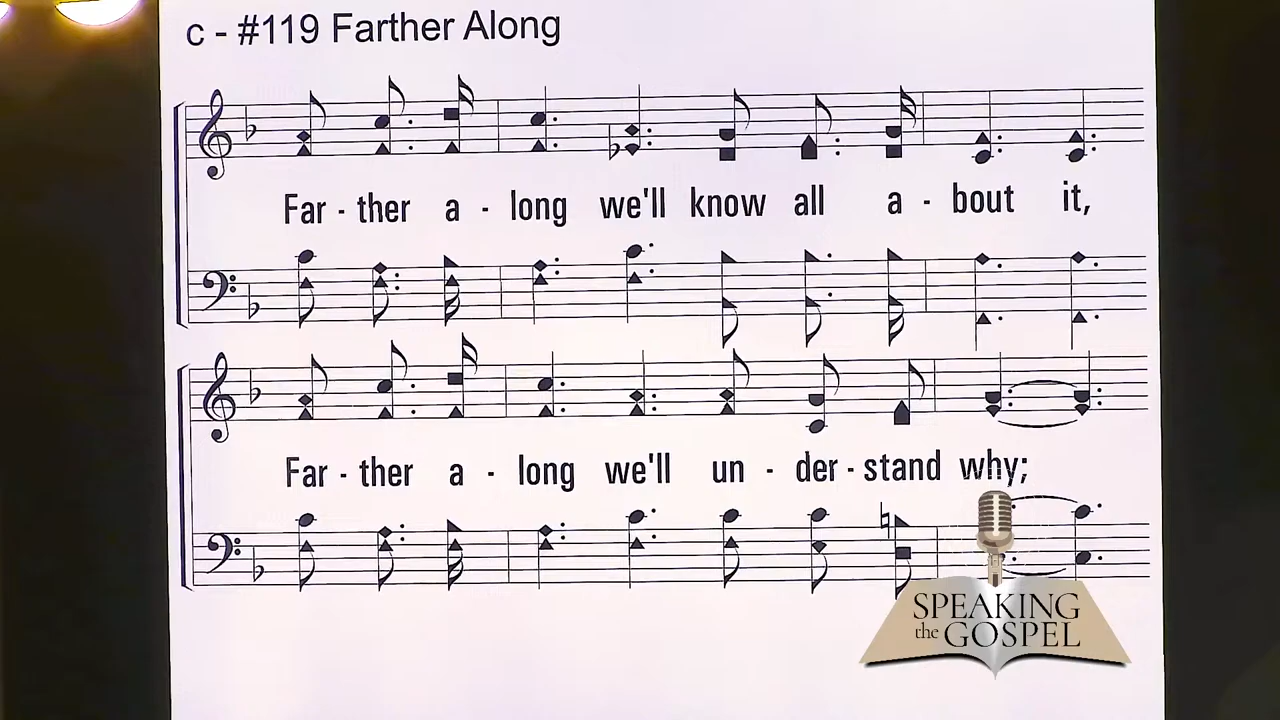 c - #119 Farther Along
Far - ther a - long we'll know all a - bout it,
Far - ther a - long we'll un - der - stand why;
SPEAKING
the GOSPEL